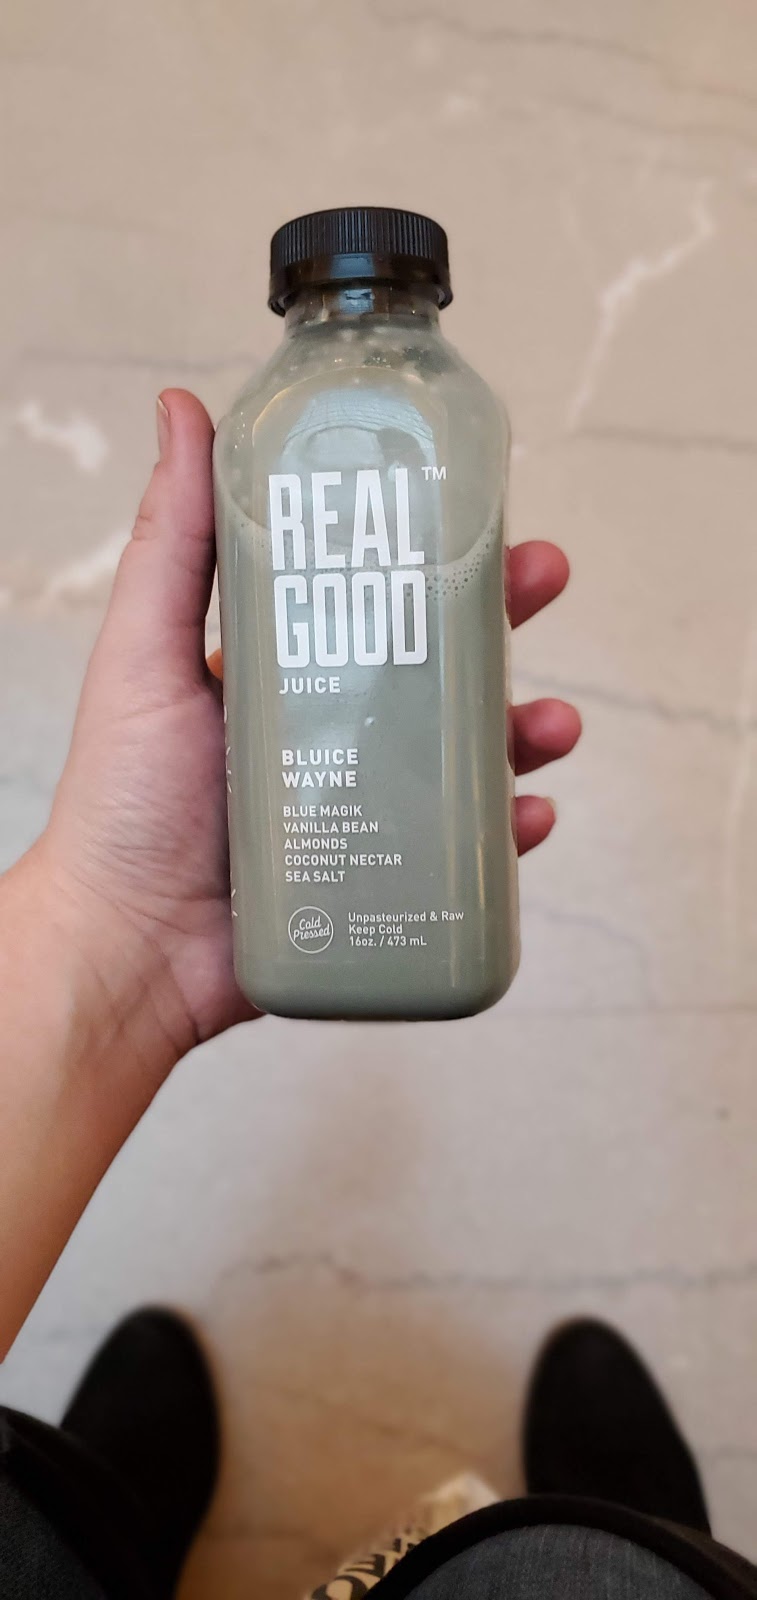 REAL™
GOOD
JUICE
BLUICE
WAYNE
BLUE MAGIK
VANILLA BEAN
ALMONDS
COCONUT NECTAR
SEA SALT
Cold
Pressed
Unpasteurized & Raw
Keep Cold
16oz. / 473 mL